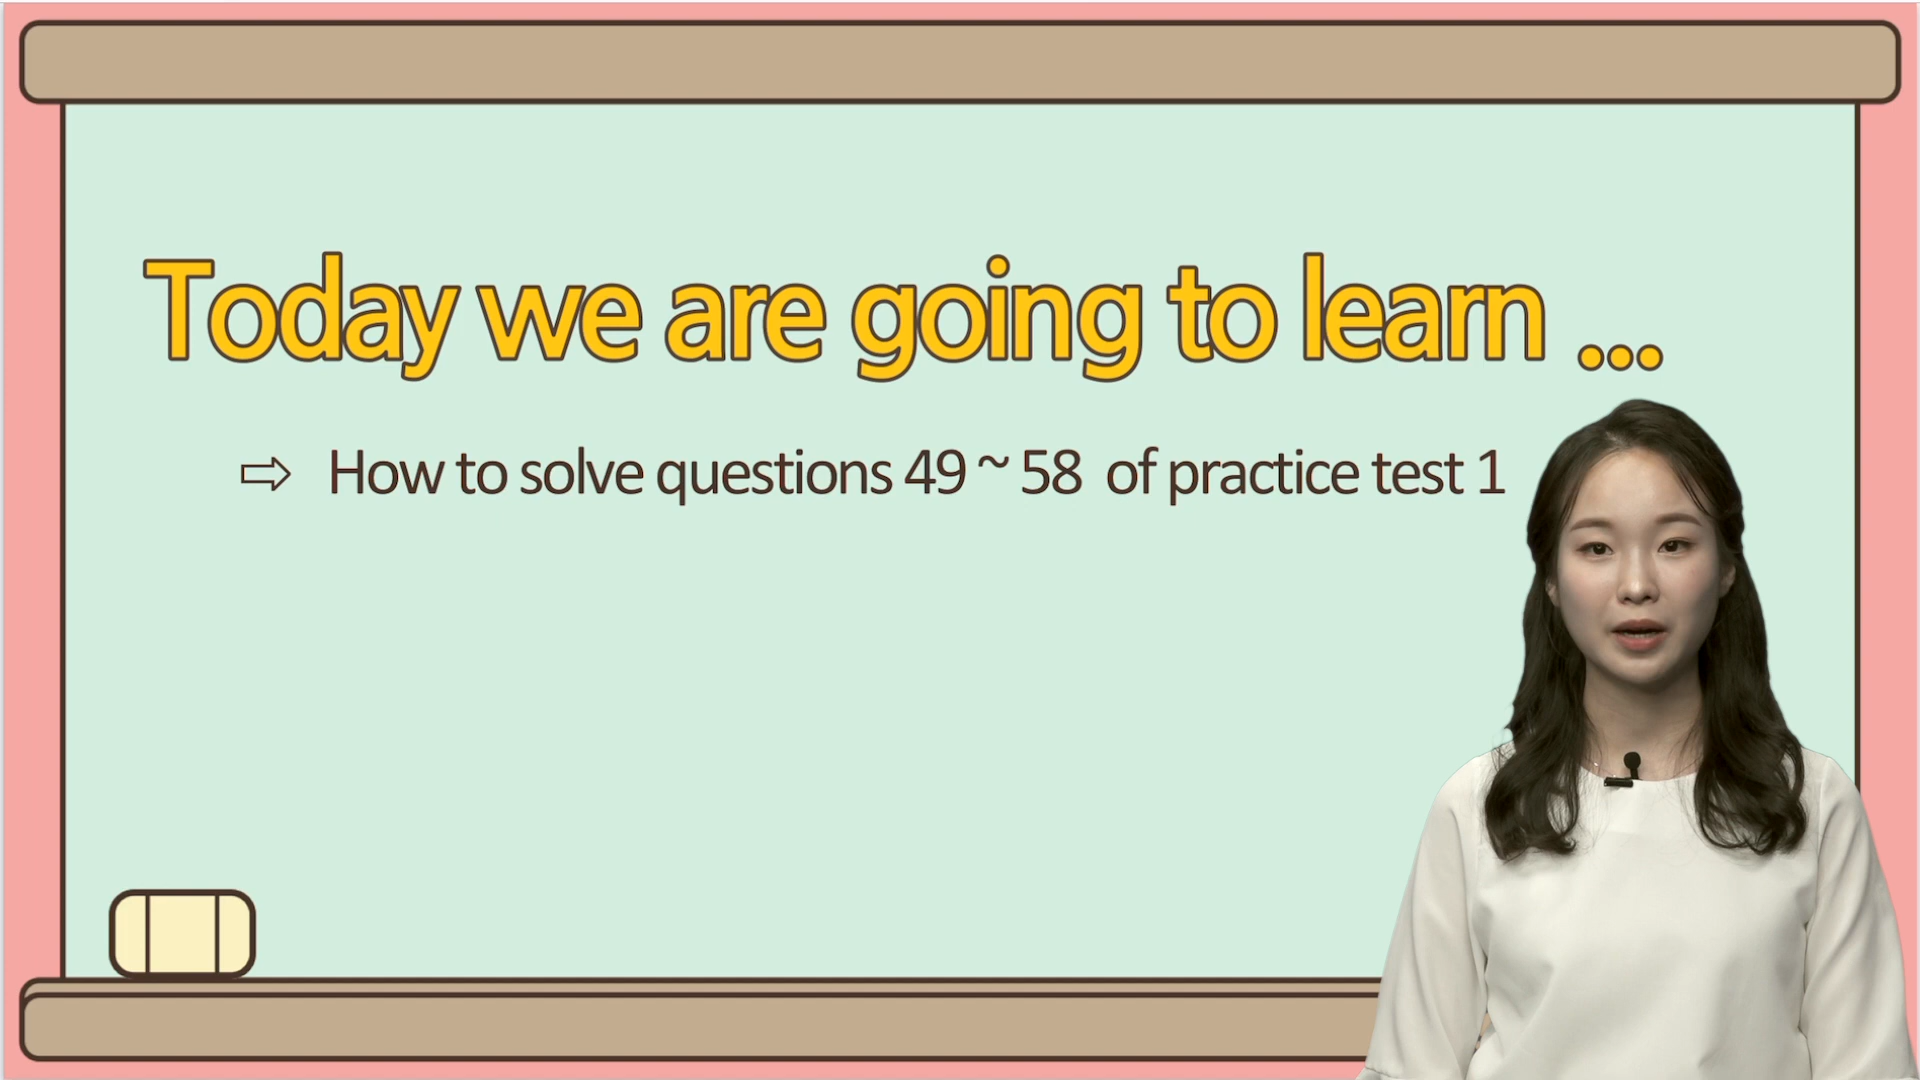 Today we are going to learn ...
⇨ How to solve questions 49 ~ 58 of practice test 1